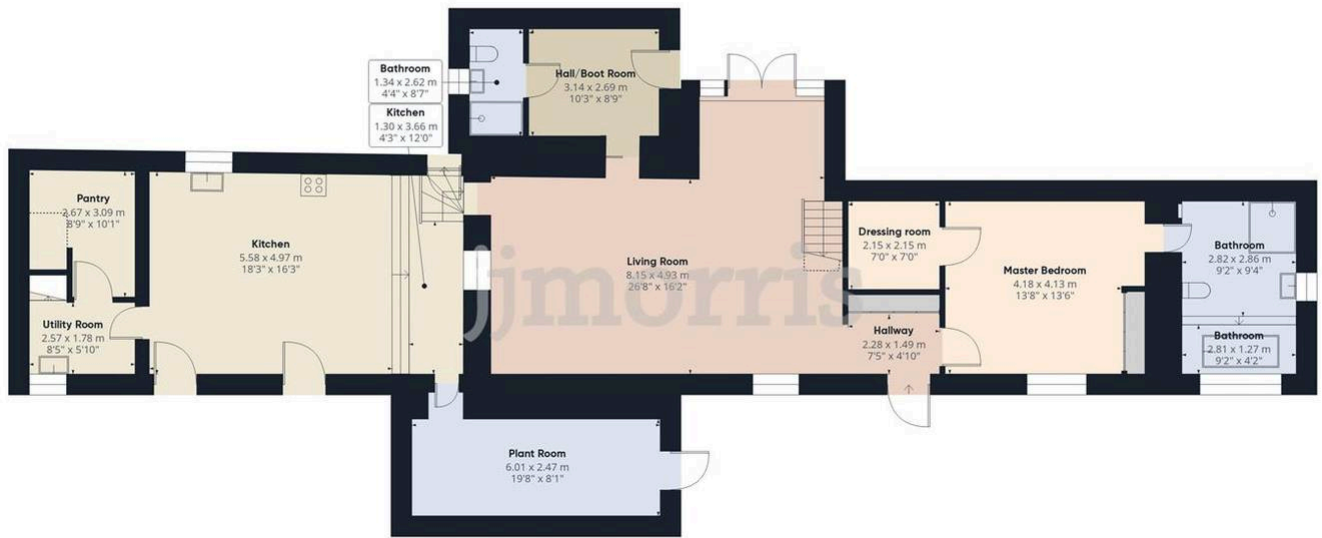 Bathroom
1.34 x 2.62 m
4'4" x 8'7"
Kitchen
1.30 x 3.66 m
4'3" x 12'0"
Hall/Boot Room
3.14 x 2.69 m
10'3" x 8'9"
Pantry
2.67 x 3.09 m
8'9" x 10'1"
Kitchen
5.58 x 4.97 m
18'3" x 16'3"
Utility Room
2.57 x 1.78 m
8'5" x 5'10"
Living Room
8.15 x 4.93 m
26'8" x 16'2"
jjmorris
Dressing room
2.15 x 2.15 m
7'0" x 7'0"
Hallway
2.28 x 1.49 m
7'5" x 4'10"
Master Bedroom
4.18 x 4.13 m
13'8" x 13'6"
Bathroom
2.82 x 2.86 m
9'2" x 9'4"
Bathroom
2.81 x 1.27 m
9'2" x 4'2"
Plant Room
6.01 x 2.47 m
19'8" x 8'1"